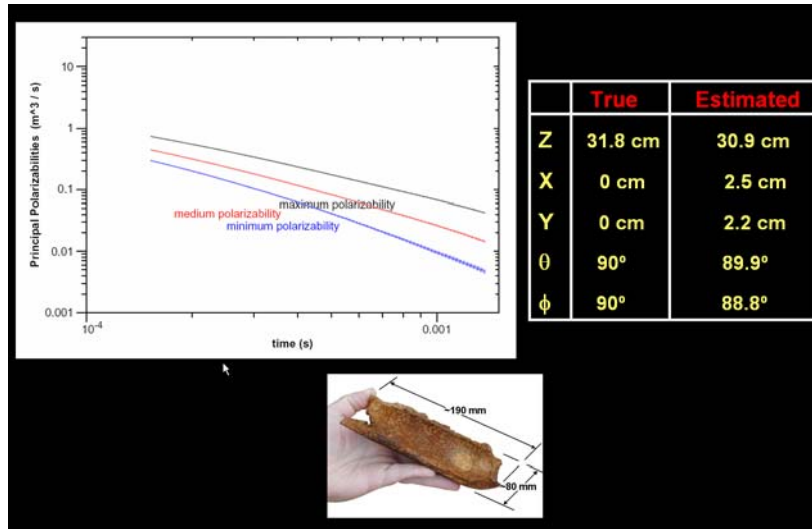 Principal Polarizabilities (m^3 / s)
10
1
0.1
0.01
0.001
10-4
0.001
time (s)
maximum polarizability
medium polarizability
minimum polarizability
True Estimated
Z 31.8 cm 30.9 cm
X 0 cm 2.5 cm
Y 0 cm 2.2 cm
θ 90º 89.9º
ϕ 90º 88.8º
~190 mm
~80 mm